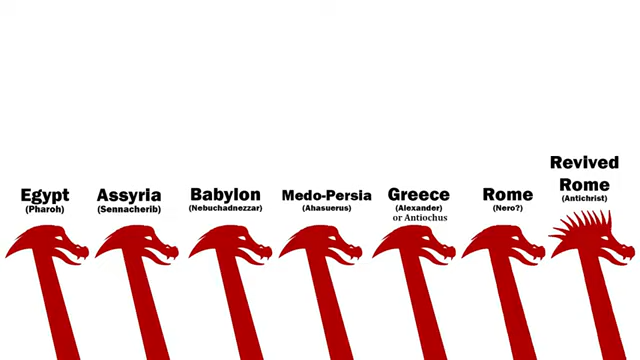 Egypt
(Pharoh)
Assyria
(Sennacherib)
Babylon
(Nebuchadnezzar)
Medo-Persia
(Ahasuerus)
Greece
(Alexander)
or Antiochus
Rome
(Nero?)
Revived
Rome
(Antichrist)